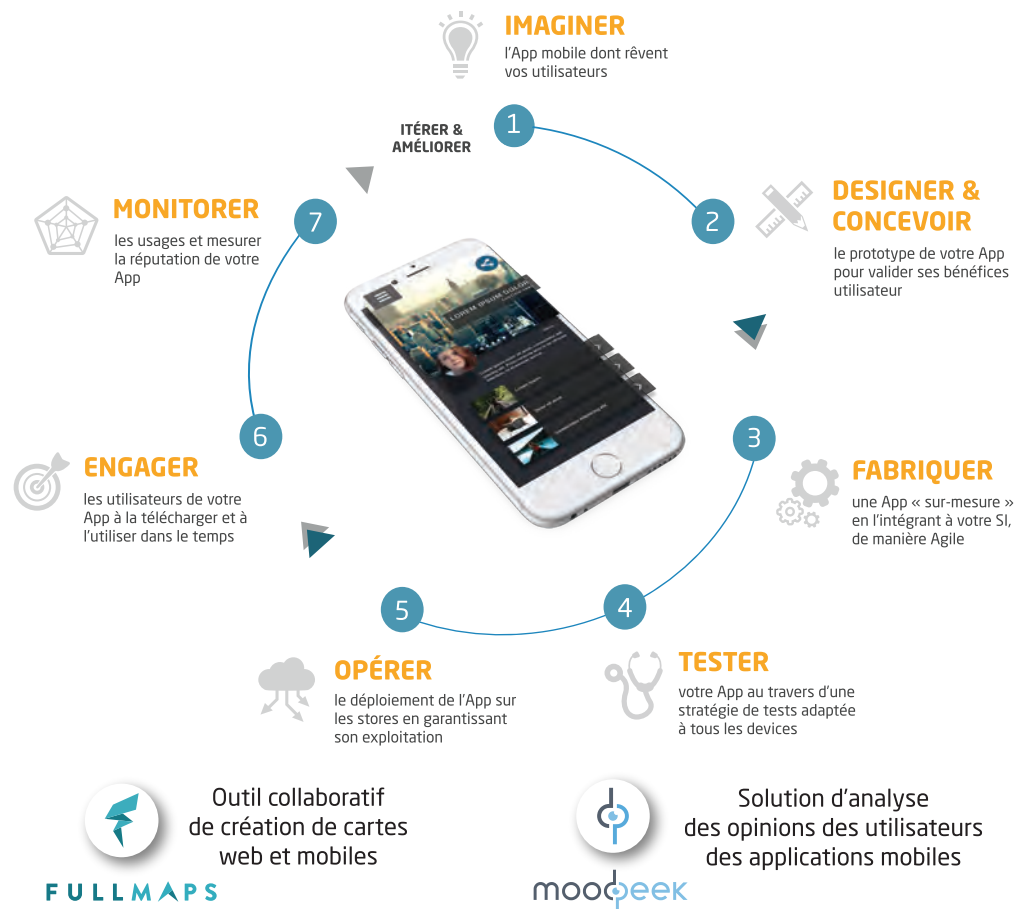 IMAGINER
l'App mobile dont rêvent
vos utilisateurs
ITÉRER &
AMÉLIORER
1
2
DESIGNER &
CONCEVOIR
le prototype de votre App
pour valider ses bénéfices
utilisateur
3
FABRIQUER
une App « sur-mesure »
en l'intégrant à votre SI,
de manière Agile
4
TESTER
votre App au travers d'une
stratégie de tests adaptée
à tous les devices
5
OPÉRER
le déploiement de l'App sur
les stores en garantissant
son exploitation
6
ENGAGER
les utilisateurs de votre
App à la télécharger et à
l'utiliser dans le temps
7
MONITORER
les usages et mesurer
la réputation de votre
App
LOREM IPSUM DOLOR
Outil collaboratif
de création de cartes
web et mobiles
FULLMAPS
Solution d'analyse
des opinions des utilisateurs
des applications mobiles
moodpeek